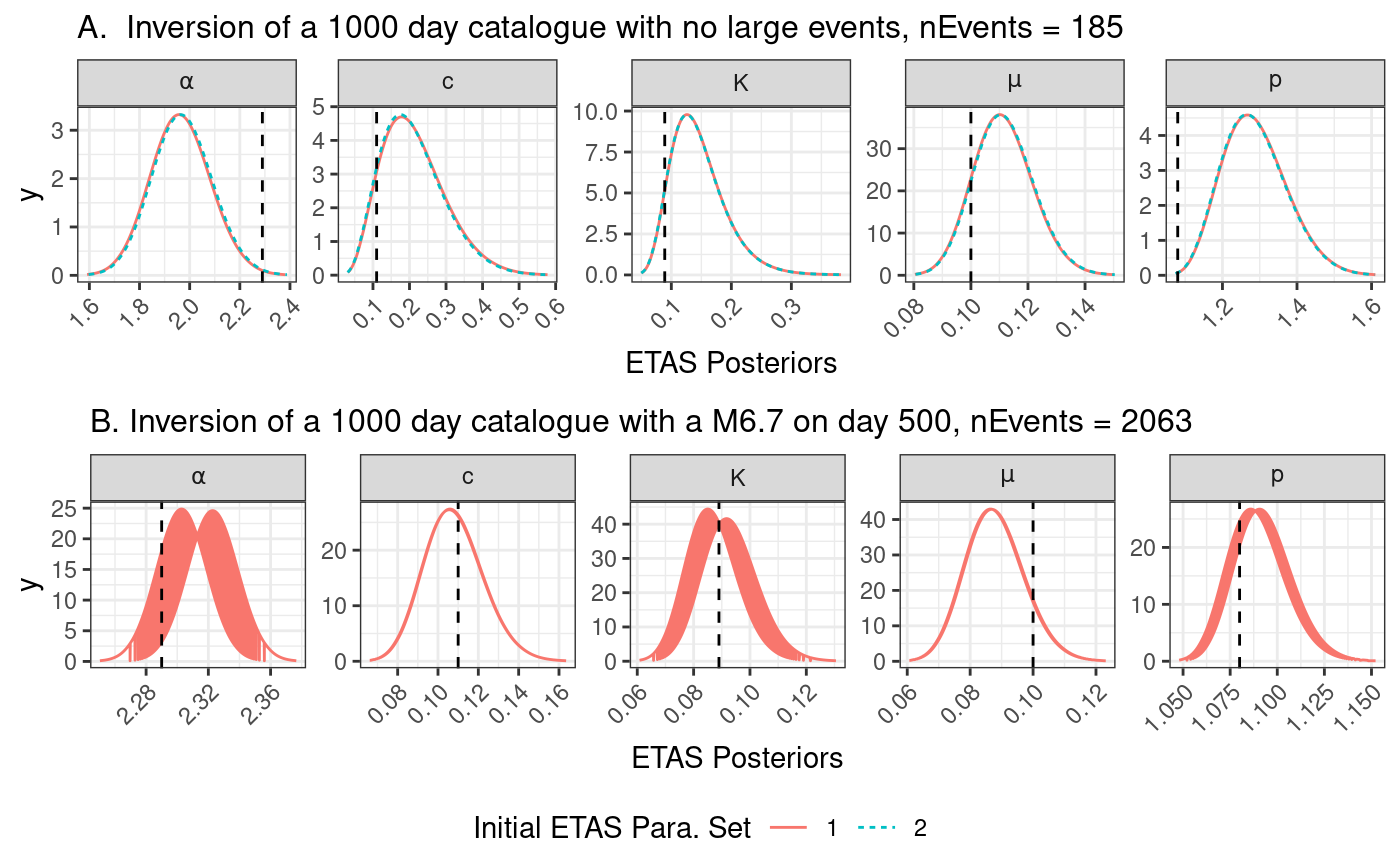 A.  Inversion of a 1000 day catalogue with no large events, nEvents = 185
α c K μ p
y
3 2 1 0
5 4 3 2 1 0
10.0 7.5 5.0 2.5 0.0
30 20 10 0
4 3 2 1 0
1.6 1.8 2.0 2.2 2.4
0.1 0.2 0.3 0.4 0.5 0.6
0.1 0.2 0.3
0.08 0.10 0.12 0.14
1.2 1.4 1.6
ETAS Posteriors
B. Inversion of a 1000 day catalogue with a M6.7 on day 500, nEvents = 2063
α c K μ p
y
25 20 15 10 5 0
20 10 0
40 30 20 10 0
40 30 20 10 0
20 10 0
2.28 2.32 2.36
0.08 0.10 0.12 0.14 0.16
0.06 0.08 0.10 0.12
0.06 0.08 0.10 0.12
1.050 1.075 1.100 1.125 1.150
ETAS Posteriors
Initial ETAS Para. Set 1 2